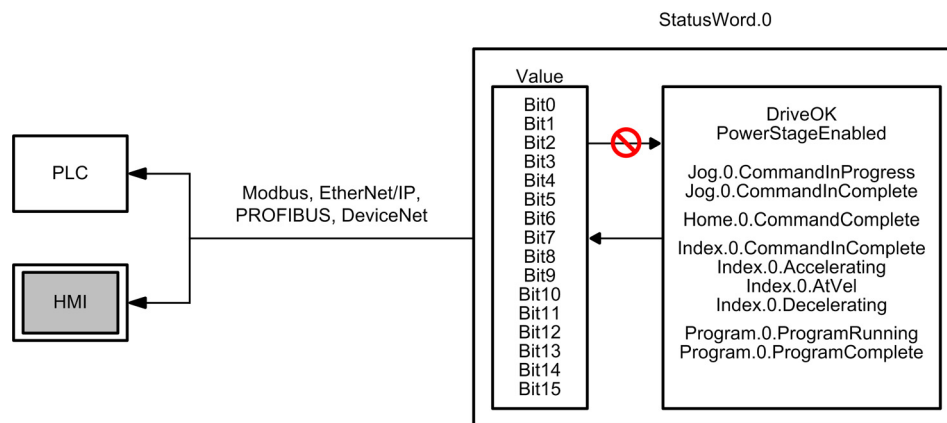 StatusWord.0
Value
Bit0
Bit1
Bit2
Bit3
Bit4
Bit5
Bit6
Bit7
Bit8
Bit9
Bit10
Bit11
Bit12
Bit13
Bit14
Bit15
DriveOK
PowerStageEnabled
Jog.0.CommandInProgress
Jog.0.CommandInComplete
Home.0.CommandComplete
Index.0.CommandInComplete
Index.0.Accelerating
Index.0.AtVel
Index.0.Decelerating
Program.0.ProgramRunning
Program.0.ProgramComplete
Modbus, EtherNet/IP,
PROFIBUS, DeviceNet
PLC
HMI